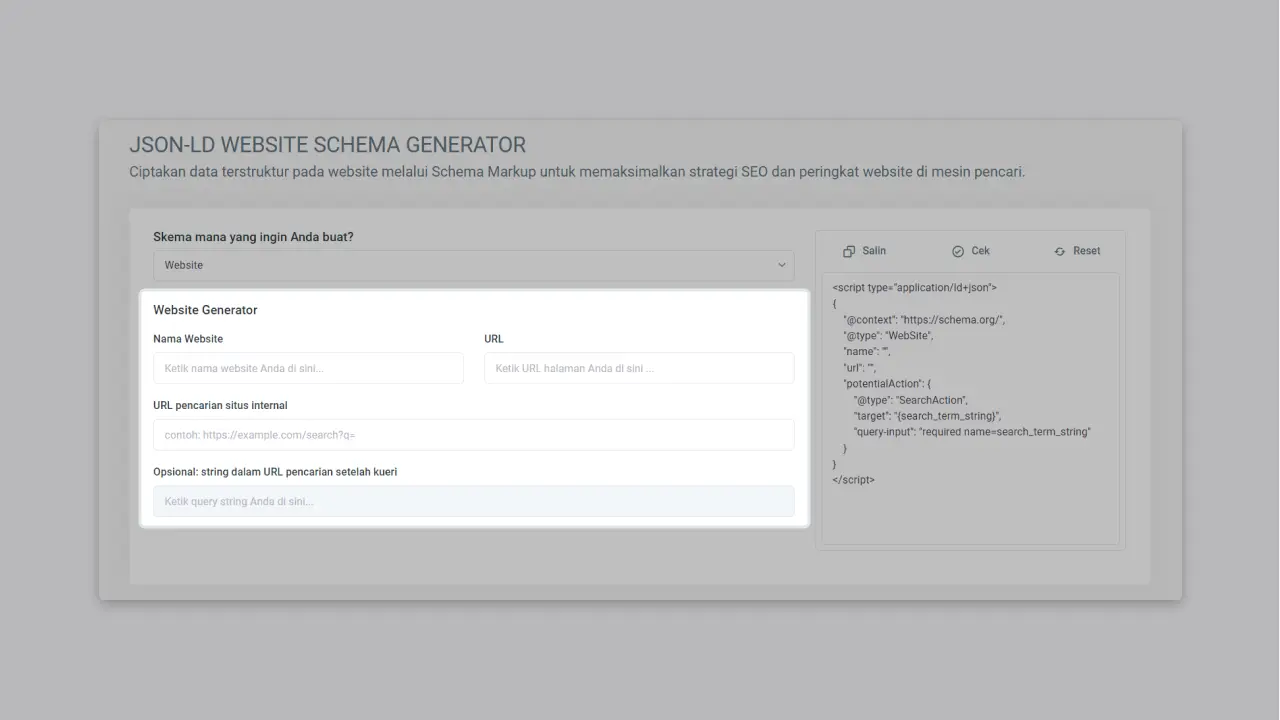 JSON-LD WEBSITE SCHEMA GENERATOR
Ciptakan data terstruktur pada website melalui Schema Markup untuk memaksimalkan strategi SEO dan peringkat website di mesin pencari.
Skema mana yang ingin Anda buat?
Website
Website Generator
Nama Website
URL
Ketik nama website Anda di sini...
Ketik URL halaman Anda di sini ...
URL pencarian situs internal
contoh: https://example.com/search?q=
Opsional: string dalam URL pencarian setelah kueri
Ketik query string Anda di sini...
Salin
Cek
Reset
<script type="application/ld+json">
{
"@context": "https://schema.org/",
"@type": "WebSite",
"name": "",
"url": "",
"potentialAction": {
"@type": "SearchAction",
"target": "{search_term_string}",
"query-input": "required name=search_term_string"
}
}
</script>